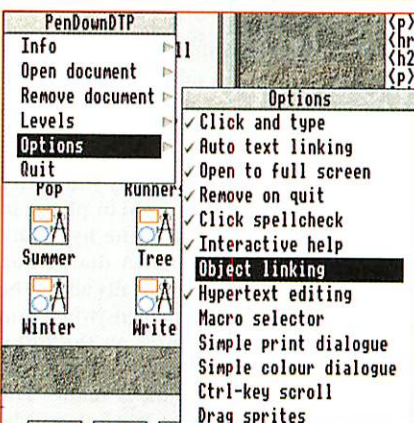 PenDownDTP
Info
Open document
Remove document
Levels
Options
Quit
Options
Click and type
Auto text linking
Open to full screen
Remove on quit
Click spellcheck
Interactive help
Object linking
Hypertext editing
Macro selector
Simple print dialogue
Simple colour dialogue
Ctrl-key scroll
Drag sprites
Pop
Summer
Tree
Winter
Write
<p>